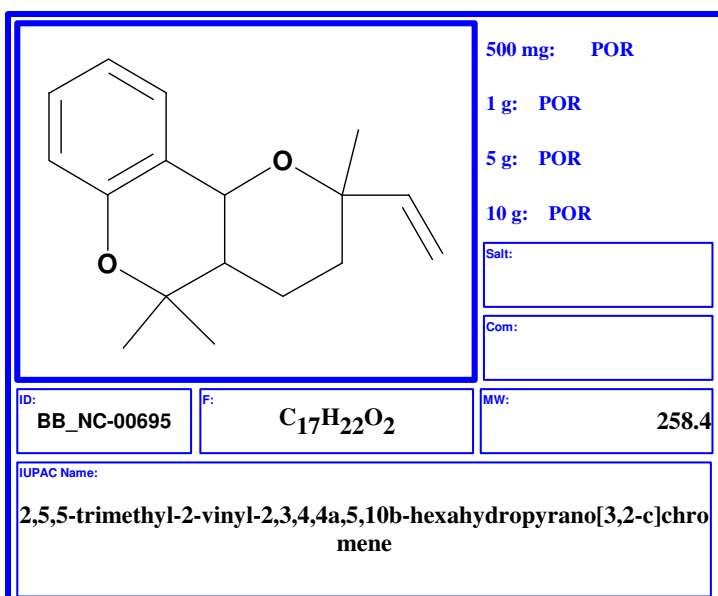 500 mg: POR
1 g: POR
5 g: POR
10 g: POR
O
O
Salt:
Com:
ID:
BB_NC-00695
F:
C17H22O2
MW:
258.4
IUPAC Name:
2,5,5-trimethyl-2-vinyl-2,3,4,4a,5,10b-hexahydropyrano[3,2-c]chro
mene